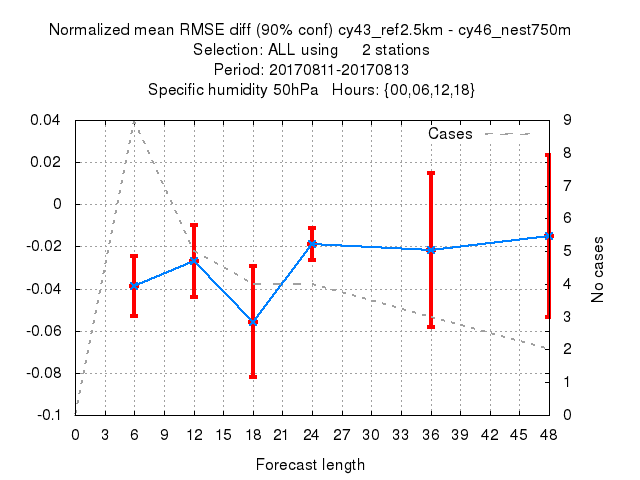 Normalized mean RMSE diff (90% conf) cy43_ref2.5km - cy46_nest750m
Selection: ALL using 2 stations
Period: 20170811-20170813
Specific humidity 50hPa Hours: {00,06,12,18}
0.04
0.02
0
-0.02
-0.04
-0.06
-0.08
-0.1
Cases
9
8
7
6
5
4
3
2
1
0
No cases
0 3 6 9 12 15 18 21 24 27 30 33 36 39 42 45 48
Forecast length